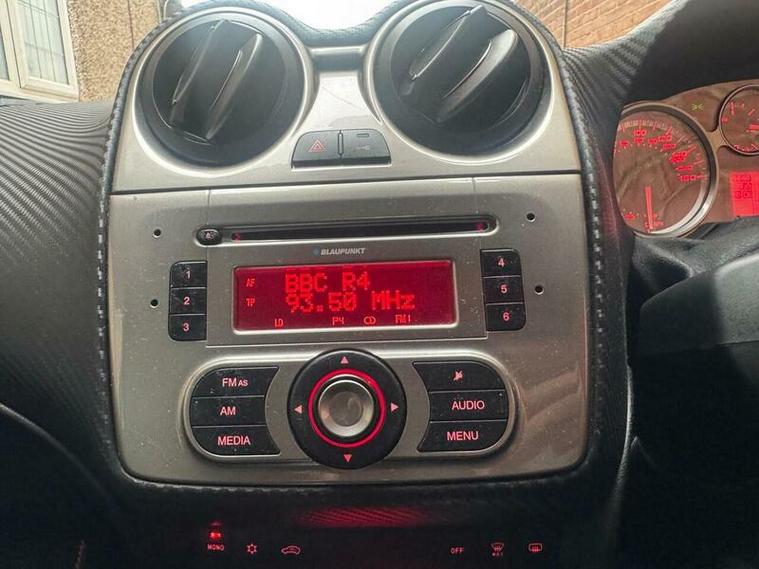 BLAUPUNKT
AF BBC R4
TP 93.50 MHz
LO P4 FM1
1
2
3
4
5
6
FM AS
AM
MEDIA
AUDIO
MENU
MONO
OFF